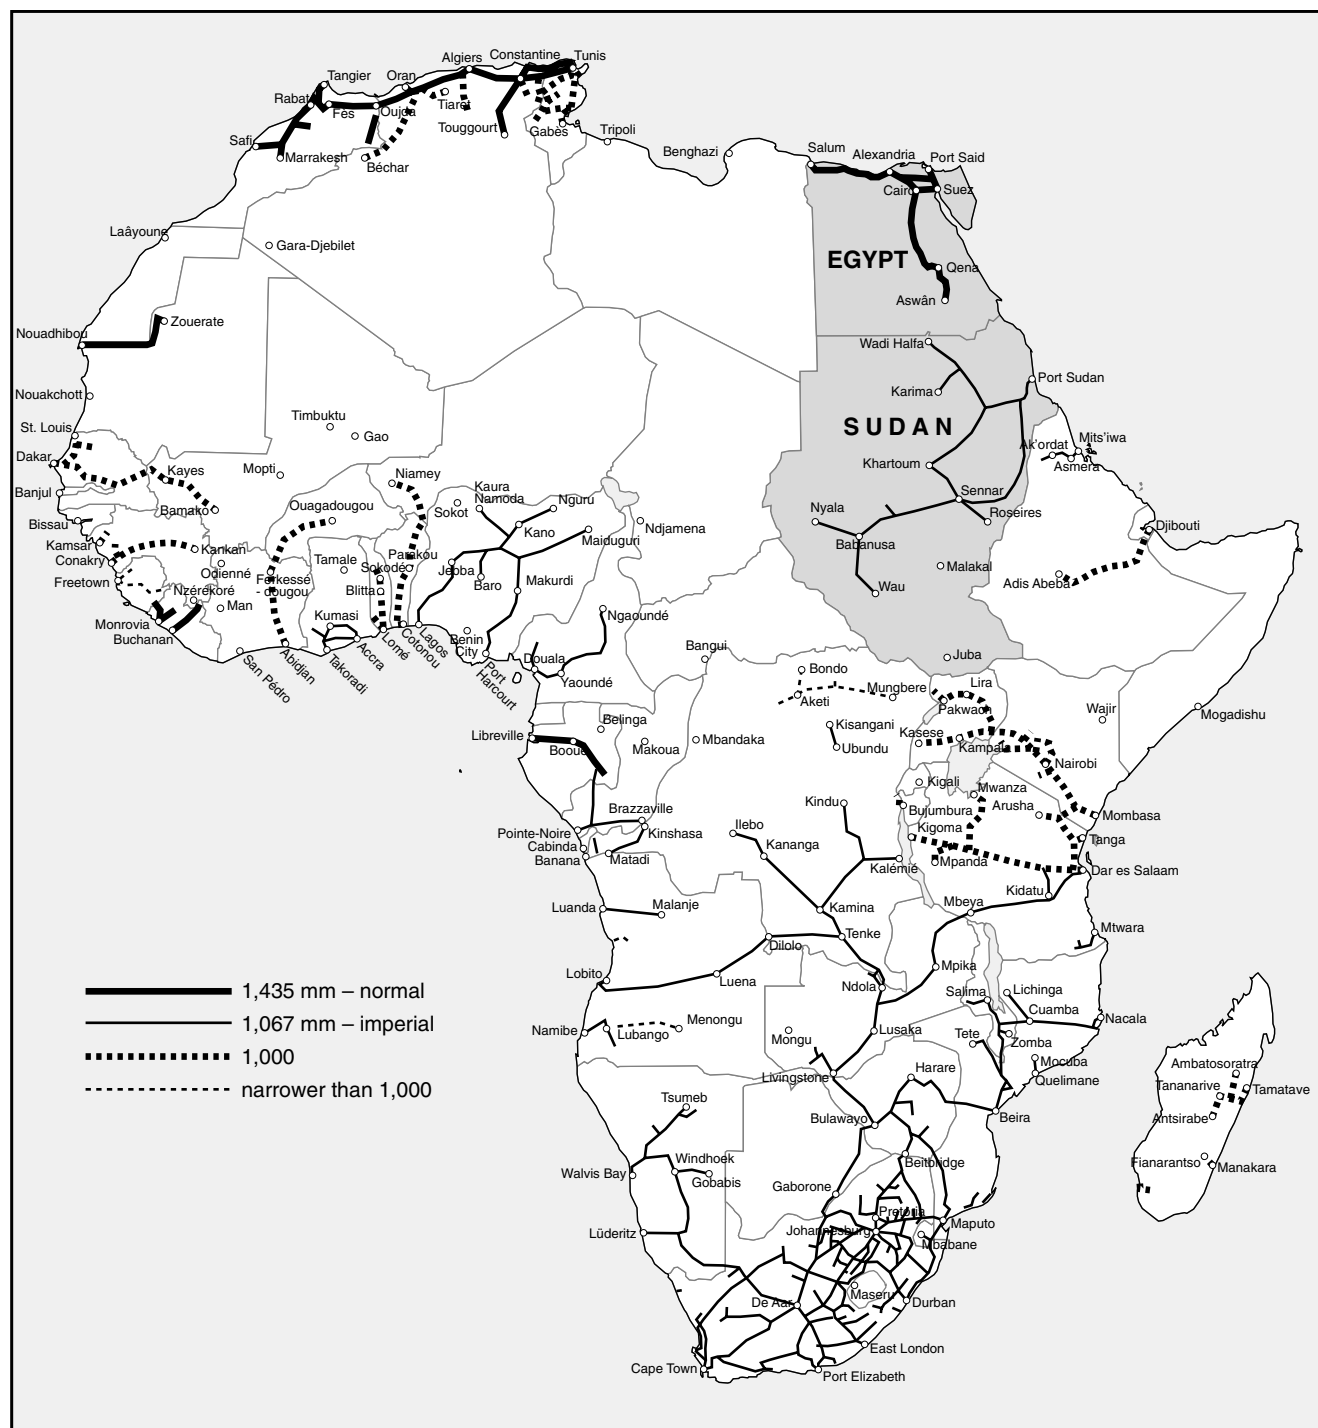 Tangier
Oran
Algiers
Constantine
Tunis
Rabat
Fès
Oujda
Tiaret
Safi
Marrakesh
Béchar
Touggourt
Gabès
Tripoli
Benghazi
Salum
Alexandria
Port Said
Cairo
Suez
Laâyoune
Gara-Djebilet
EGYPT
Qena
Aswân
Zouerate
Nouadhibou
Wadi Halfa
Nouakchott
Karima
Port Sudan
Timbuktu
Gao
SUDAN
St. Louis
Dakar
Kayes
Mopti
Niamey
Khartoum
Ak'ordat
Mits'iwa
Asmera
Banjul
Bamako
Ouagadougou
Kaura
Namoda
Sokot
Nguru
Sennar
Bissau
Kano
Ndjamena
Nyala
Roseires
Djibouti
Kamsar
Conakry
Kankan
Odienné
Tamale
Sokodé
Parakou
Jebba
Maiduguri
Babanusa
Malakal
Freetown
Nzérékoré
Ferkessé
- dougou
Blitta
Baro
Makurdi
Wau
Adis Abeba
Man
Monrovia
Buchanan
Kumasi
Ngaoundé
San Pédro
Abidjan
Takoradi
Accra
Lomé
Cotonou
Lagos
Benin
City
Port
Harcourt
Douala
Yaoundé
Bangui
Juba
Bondo
Aketi
Mungbere
Lira
Pakwach
Wajir
Mogadishu
Libreville
Booué
Belinga
Makoua
Mbandaka
Kisangani
Ubundu
Kasese
Kampala
Nairobi
Kigali
Mwanza
Arusha
Mombasa
Brazzaville
Kindu
Bujumbura
Pointe-Noire
Kinshasa
Ilebo
Kigoma
Tanga
Cabinda
Banana
Matadi
Kananga
Kalémié
Mpanda
Dar es Salaam
Kidatu
Luanda
Malanje
Kamina
Mbeya
Dilolo
Tenke
Mtwara
Lobito
Luena
Mpika
1,435 mm – normal
Ndola
Salima
Lichinga
Cuamba
Nacala
1,067 mm – imperial
Namibe
Lubango
Menongu
Mongu
Lusaka
Tete
Zomba
1,000
Mocuba
Quelimane
Ambatosoratra
Livingstone
Harare
Tananarive
Tamatave
narrower than 1,000
Tsumeb
Bulawayo
Beira
Antsirabe
Windhoek
Beitbridge
Fianarantso
Manakara
Walvis Bay
Gobabis
Gaborone
Pretoria
Maputo
Lüderitz
Johannesburg
Mbabane
De Aar
Maseru
Durban
East London
Cape Town
Port Elizabeth